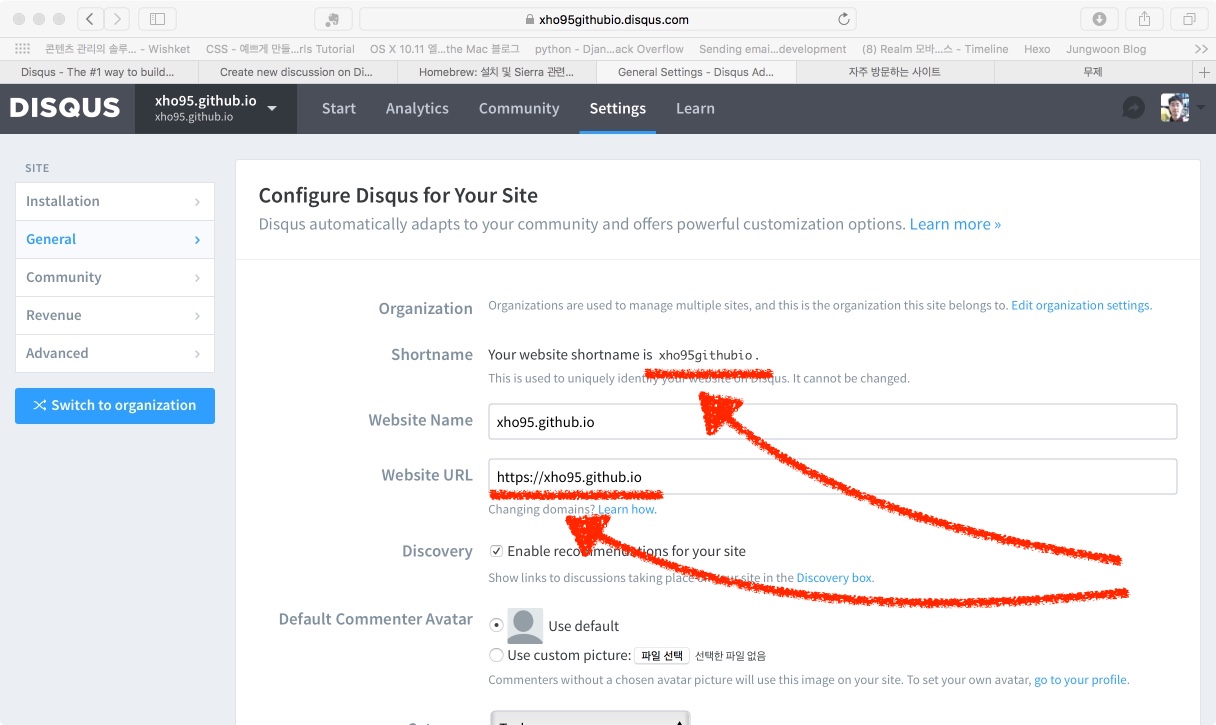 xho95githubio.disqus.com
콘텐츠 관리의 솔루... - Wishket
CSS - 예쁘게 만들...rls Tutorial
OS X 10.11 엘...the Mac 블로그
python - Djan...ack Overflow
Sending emai...development
(8) Realm 모바...스 - Timeline
Hexo
Jungwoon Blog
Disqus - The #1 way to build...
Create new discussion on Di...
Homebrew: 설치 및 Sierra 관련...
General Settings - Disqus Ad...
자주 방문하는 사이트
무제
DISQUS
xho95.github.io
xho95.github.io
Start
Analytics
Community
Settings
Learn
SITE
Installation
General
Community
Revenue
Advanced
Switch to organization
Configure Disqus for Your Site
Disqus automatically adapts to your community and offers powerful customization options. Learn more »
Organization
Organizations are used to manage multiple sites, and this is the organization this site belongs to. Edit organization settings.
Shortname
Your website shortname is xho95githubio.
This is used to uniquely identify your website on Disqus. It cannot be changed.
Website Name
xho95.github.io
Website URL
https://xho95.github.io
Changing domains? Learn how.
Discovery
Enable recommendations for your site
Show links to discussions taking place on your site in the Discovery box.
Default Commenter Avatar
Use default
Use custom picture: 파일 선택 선택한 파일 없음
Commenters without a chosen avatar picture will use this image on your site. To set your own avatar, go to your profile.